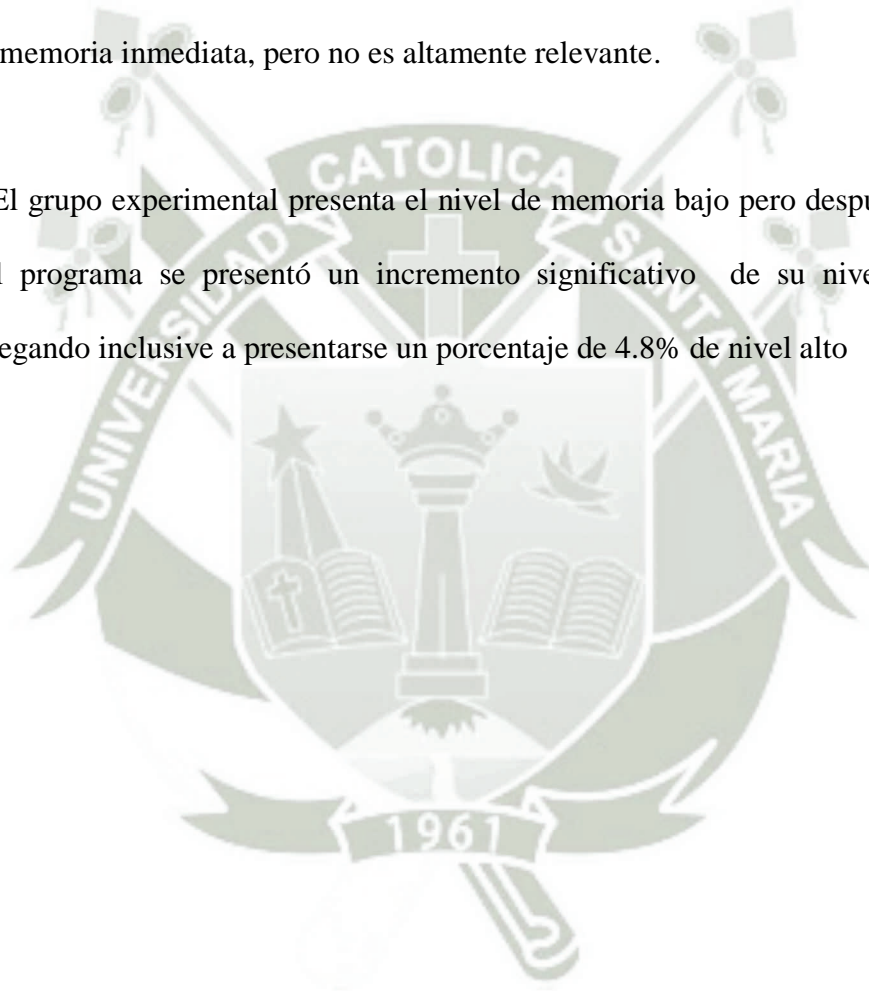 memoria inmediata, pero no es altamente relevante.
El grupo experimental presenta el nivel de memoria bajo pero
l programa se presentó un incremento significativo de su
egando inclusive a presentarse un porcentaje de 4.8% de nivel alto
UNIVERSIDAD CATOLICA SANTA MARIA
1961